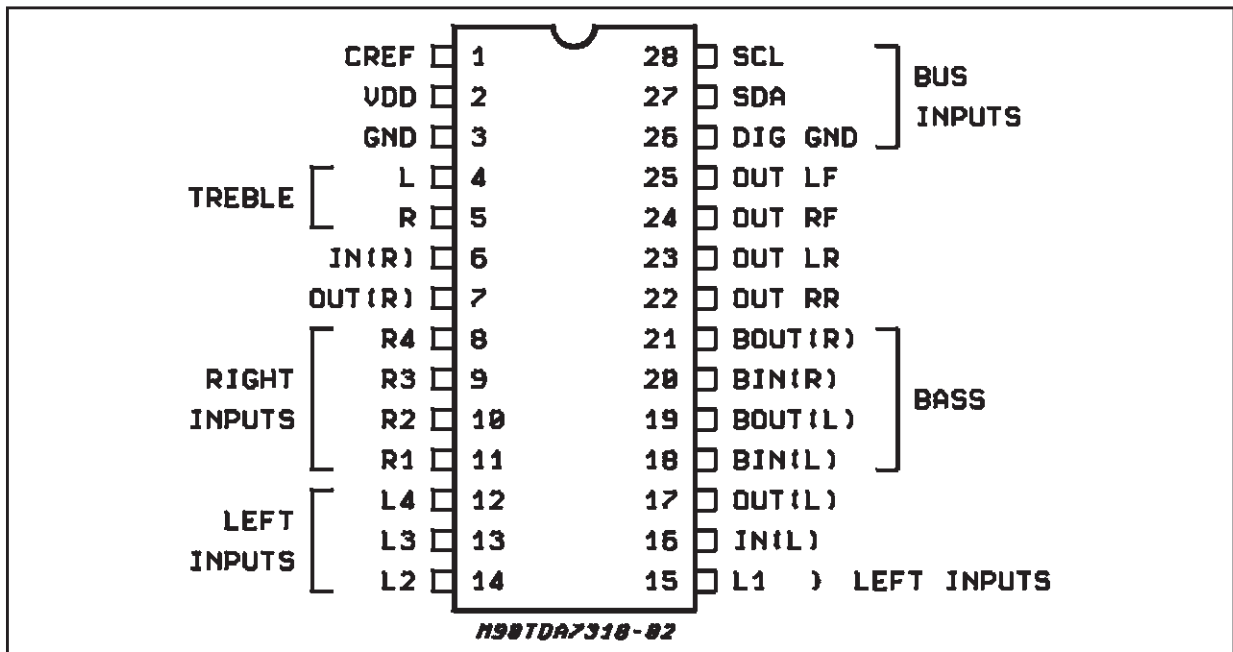 CREF 1 28 SCL
VDD 2 27 SDA
BUS INPUTS
GND 3 26 DIG GND
TREBLE
L 4 25 OUT LF
R 5 24 OUT RF
IN(R) 6 23 OUT LR
OUT(R) 7 22 OUT RR
RIGHT INPUTS
R4 8 21 BOUT(R)
R3 9 20 BIN(R)
BASS
R2 10 19 BOUT(L)
R1 11 18 BIN(L)
LEFT INPUTS
L4 12 17 OUT(L)
L3 13 16 IN(L)
L2 14 15 L1 ) LEFT INPUTS
M90TDA7318-02